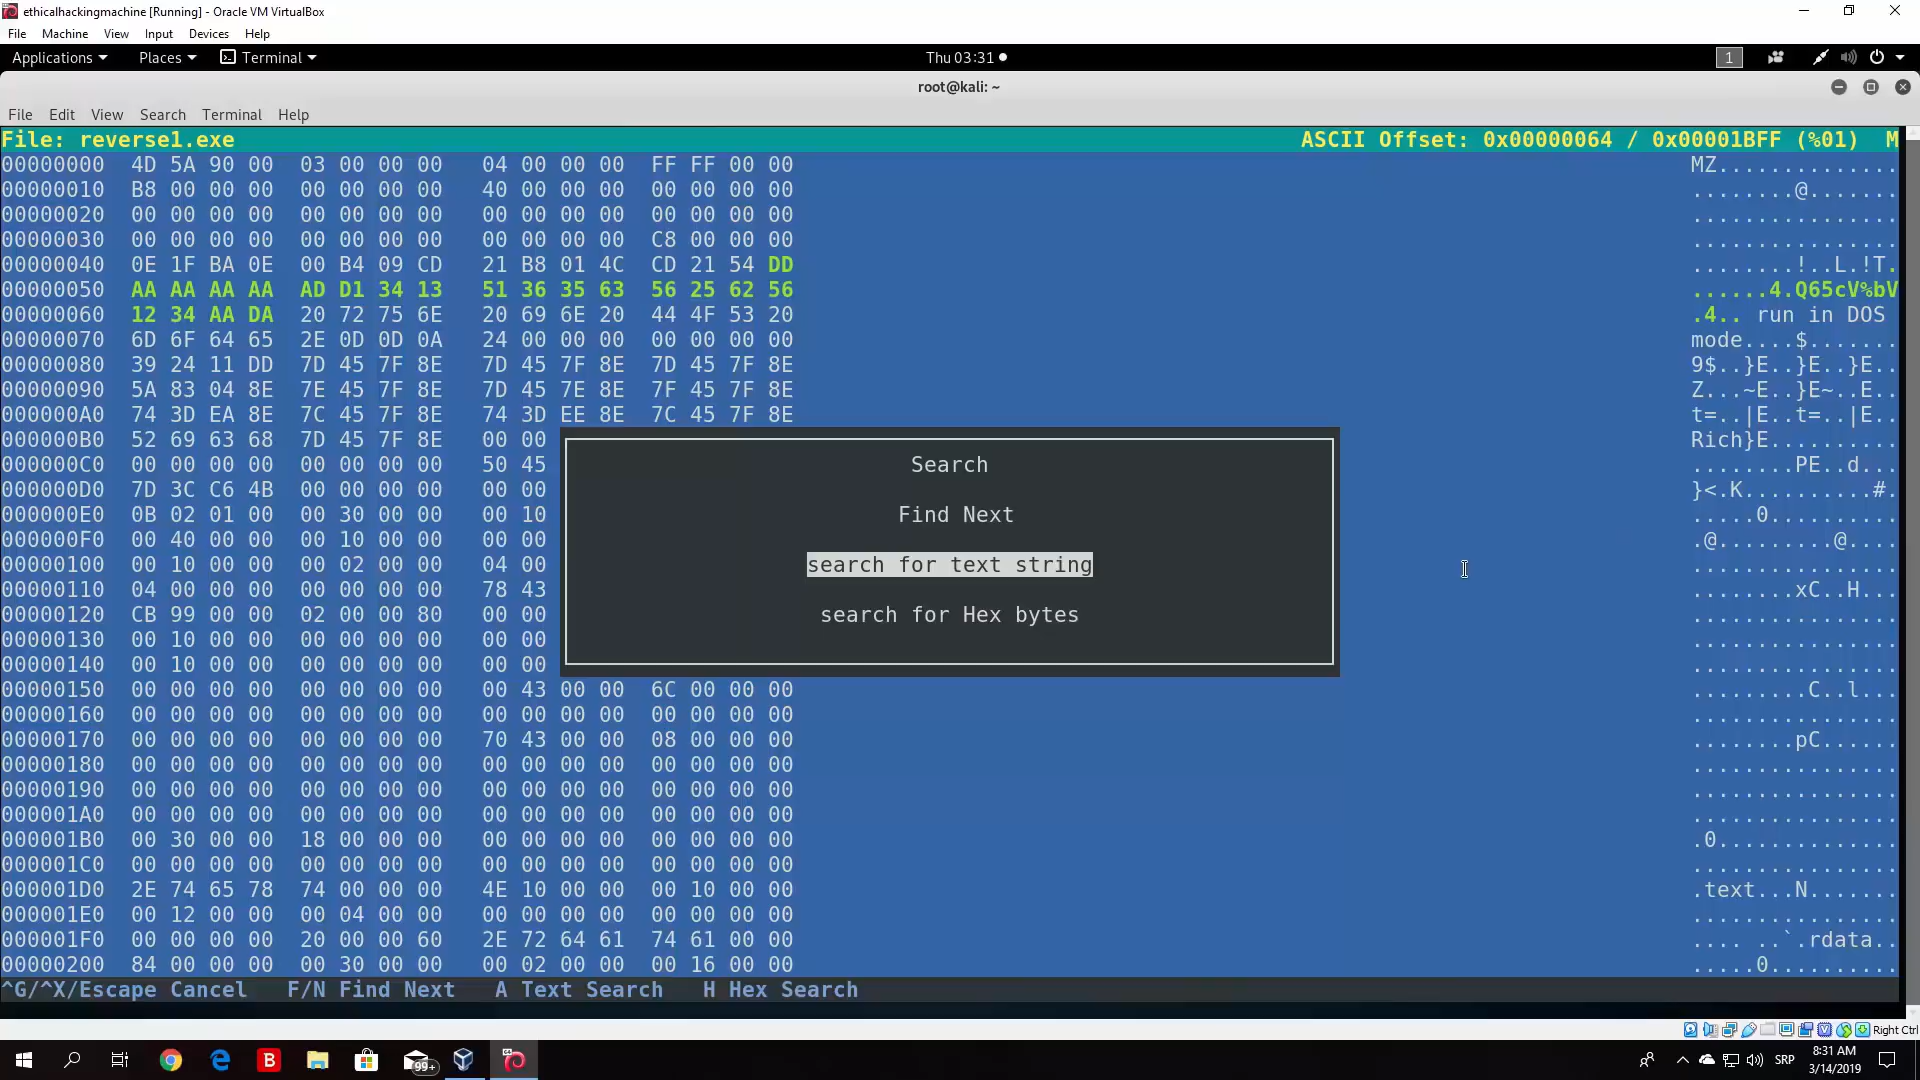 ethicalhackingmachine [Running] - Oracle VM VirtualBox
File Machine View Input Devices Help
Applications Places Terminal Thu 03:31 1
root@kali: ~
File Edit View Search Terminal Help
File: reverse1.exe ASCII Offset: 0x00000064 / 0x00001BFF (%01) M
00000000 4D 5A 90 00 03 00 00 00 04 00 00 00 FF FF 00 00 MZ..............
00000010 B8 00 00 00 00 00 00 00 40 00 00 00 00 00 00 00 ........@.......
00000020 00 00 00 00 00 00 00 00 00 00 00 00 00 00 00 00 ................
00000030 00 00 00 00 00 00 00 00 00 00 00 00 C8 00 00 00 ................
00000040 0E 1F BA 0E 00 B4 09 CD 21 B8 01 4C CD 21 54 DD ........!..L.!T.
00000050 AA AA AA AA AD D1 34 13 51 36 35 63 56 25 62 56 ......4.Q65cV%bV
00000060 12 34 AA DA 20 72 75 6E 20 69 6E 20 44 4F 53 20 .4.. run in DOS
00000070 6D 6F 64 65 2E 0D 0D 0A 24 00 00 00 00 00 00 00 mode....$.......
00000080 39 24 11 DD 7D 45 7F 8E 7D 45 7F 8E 7D 45 7F 8E 9$..}E..}E..}E..
00000090 5A 83 04 8E 7E 45 7F 8E 7D 45 7E 8E 7F 45 7F 8E Z...~E..}E~..E..
000000A0 74 3D EA 8E 7C 45 7F 8E 74 3D EE 8E 7C 45 7F 8E t=..|E..t=..|E..
000000B0 52 69 63 68 7D 45 7F 8E 00 00 Rich}E..........
000000C0 00 00 00 00 00 00 00 00 50 45 ........PE..d...
000000D0 7D 3C C6 4B 00 00 00 00 00 00 }<.K..........#.
000000E0 0B 02 01 00 00 30 00 00 00 10 .....0..........
000000F0 00 40 00 00 00 10 00 00 00 00 .@.........@....
00000100 00 10 00 00 00 02 00 00 04 00 ................
00000110 04 00 00 00 00 00 00 00 78 43 ........xC..H...
00000120 CB 99 00 00 02 00 00 80 00 00 ................
00000130 00 10 00 00 00 00 00 00 00 00 ................
00000140 00 10 00 00 00 00 00 00 00 00 ................
Search
Find Next
search for text string
search for Hex bytes
00000150 00 00 00 00 00 00 00 00 00 43 00 00 6C 00 00 00 .........C..l...
00000160 00 00 00 00 00 00 00 00 00 00 00 00 00 00 00 00 ................
00000170 00 00 00 00 00 00 00 00 70 43 00 00 08 00 00 00 ........pC......
00000180 00 00 00 00 00 00 00 00 00 00 00 00 00 00 00 00 ................
00000190 00 00 00 00 00 00 00 00 00 00 00 00 00 00 00 00 ................
000001A0 00 00 00 00 00 00 00 00 00 00 00 00 00 00 00 00 ................
000001B0 00 30 00 00 18 00 00 00 00 00 00 00 00 00 00 00 .0..............
000001C0 00 00 00 00 00 00 00 00 00 00 00 00 00 00 00 00 ................
000001D0 2E 74 65 78 74 00 00 00 4E 10 00 00 00 10 00 00 .text...N.......
000001E0 00 12 00 00 00 04 00 00 00 00 00 00 00 00 00 00 ................
000001F0 00 00 00 00 20 00 00 60 2E 72 64 61 74 61 00 00 .... ..`.rdata..
00000200 84 00 00 00 00 30 00 00 00 02 00 00 00 16 00 00 .....0..........
^G/^X/Escape Cancel F/N Find Next A Text Search H Hex Search
Right Ctrl
99+ SRP 8:31 AM
3/14/2019